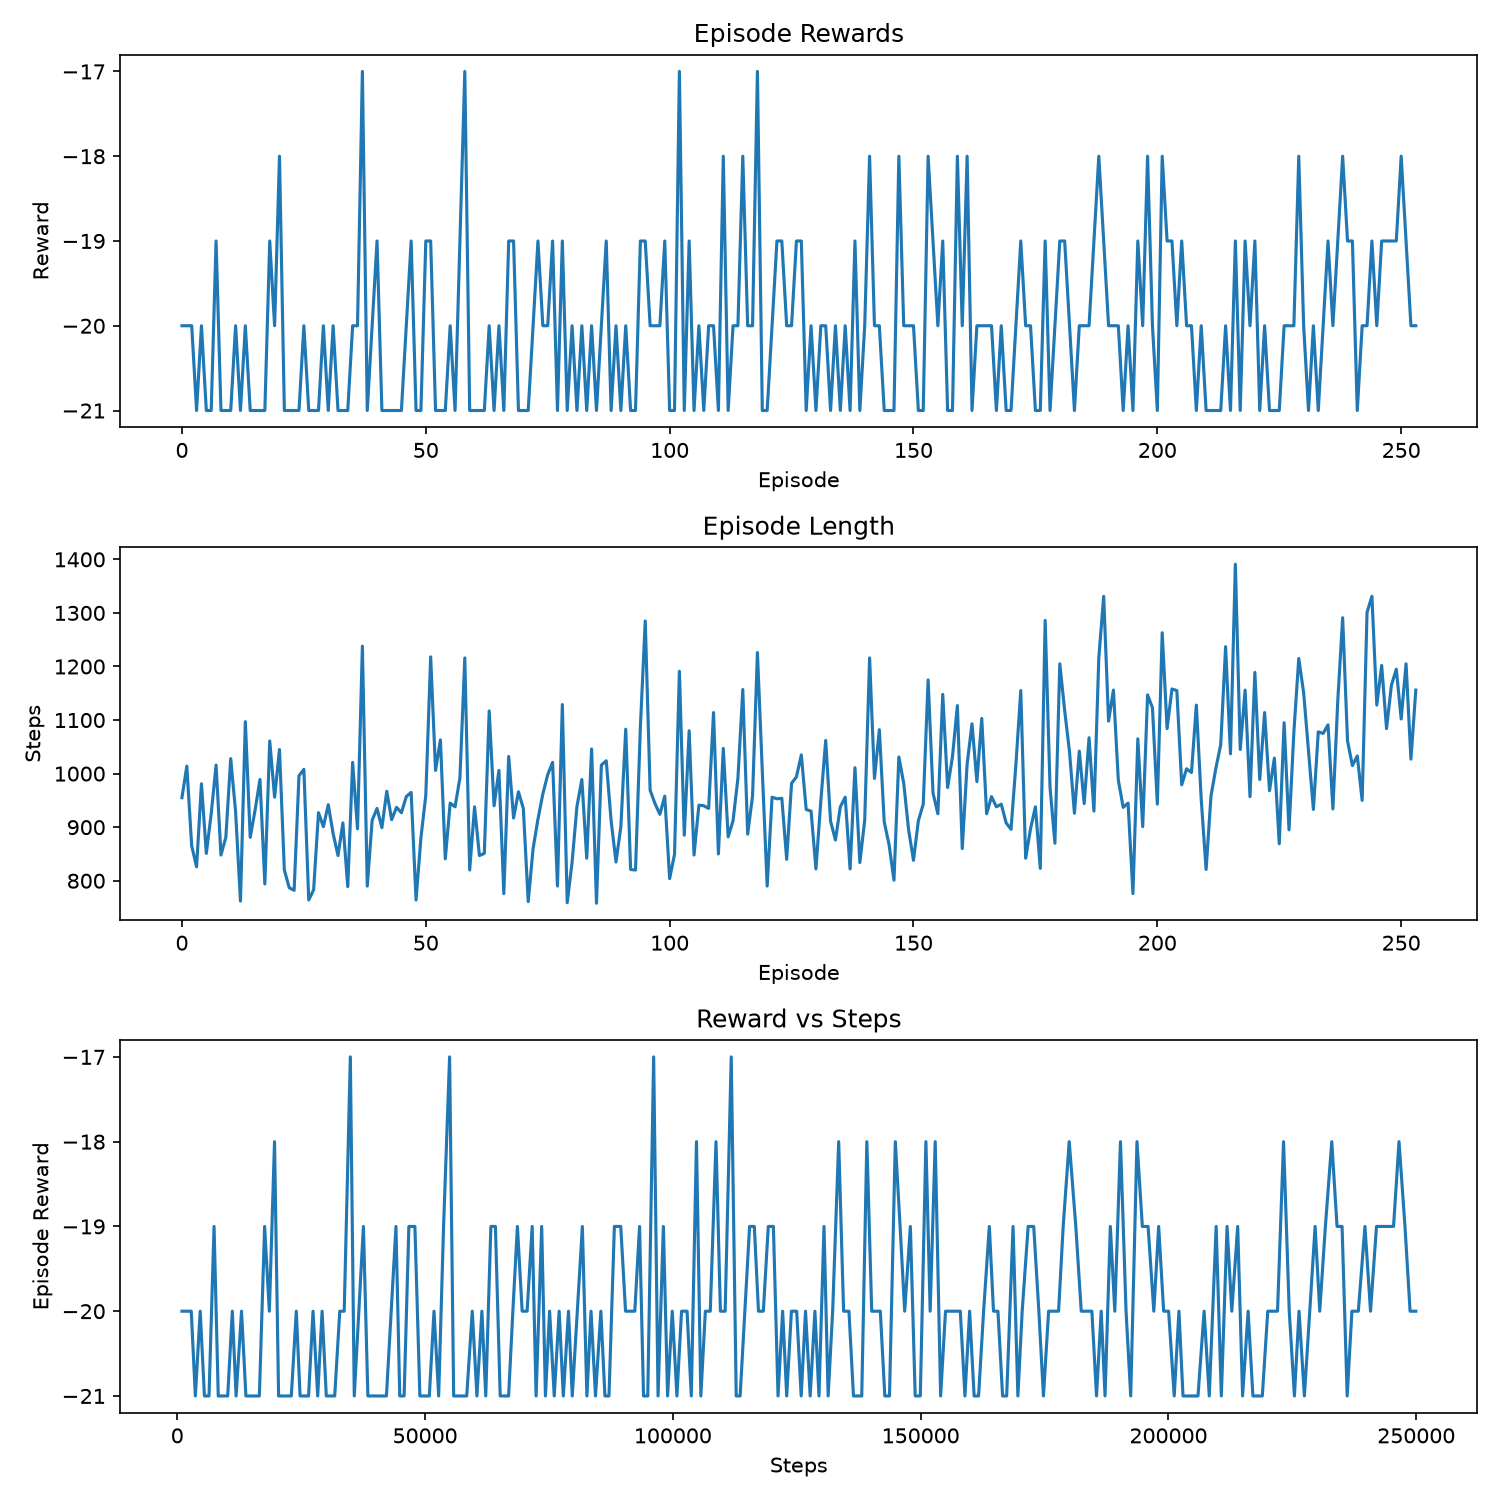 Episode Rewards
−17
−18
−19
−20
−21
Reward
0 50 100 150 200 250
Episode
Episode Length
1400
1300
1200
1100
1000
900
800
Steps
0 50 100 150 200 250
Episode
Reward vs Steps
−17
−18
−19
−20
−21
Episode Reward
0 50000 100000 150000 200000 250000
Steps